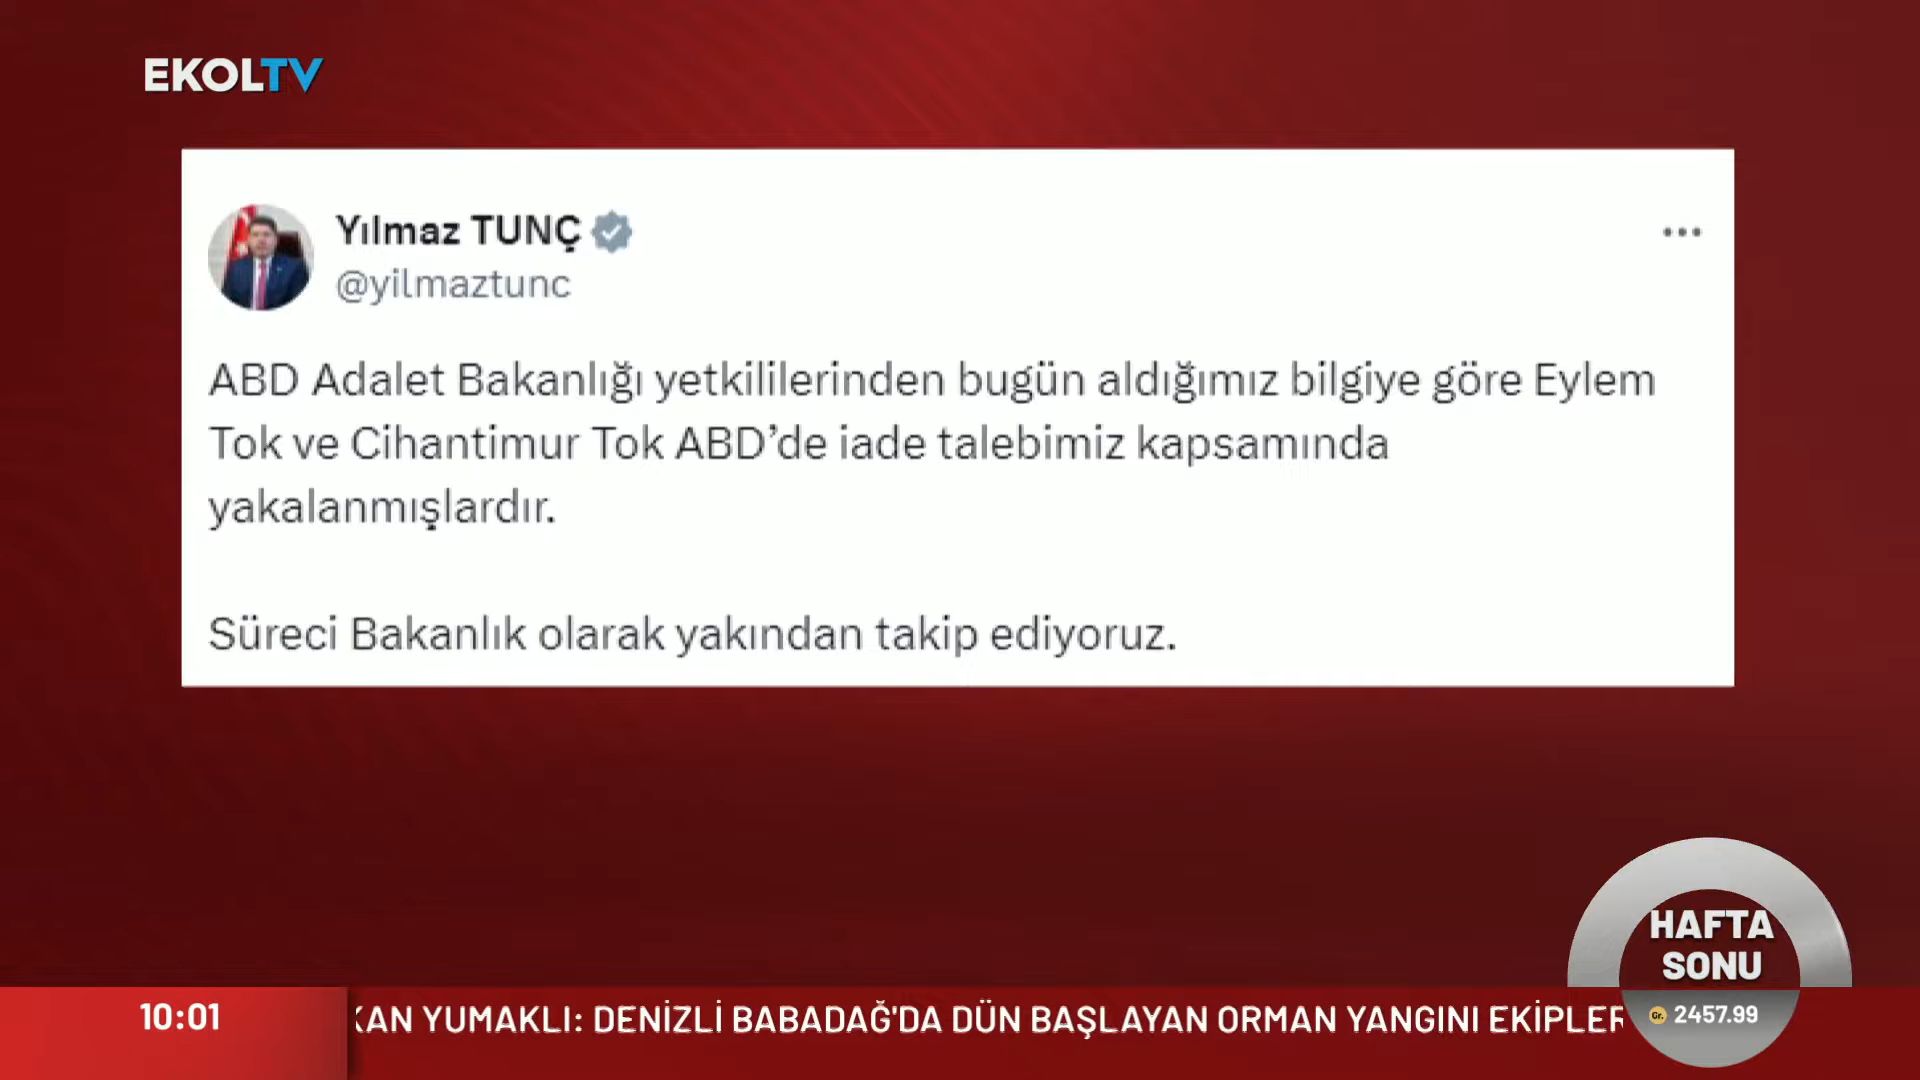 EKOLTV
Yılmaz TUNÇ
@yilmaztunc
ABD Adalet Bakanlığı yetkililerinden bugün aldığımız bilgiye göre Eylem
Tok ve Cihantimur Tok ABD’de iade talebimiz kapsamında
yakalanmışlardır.
Süreci Bakanlık olarak yakından takip ediyoruz.
HAFTA
SONU
10:01
KAN YUMAKLI: DENİZLİ BABADAĞ'DA DÜN BAŞLAYAN ORMAN YANGINI EKİPLER
Gr. 2457.99